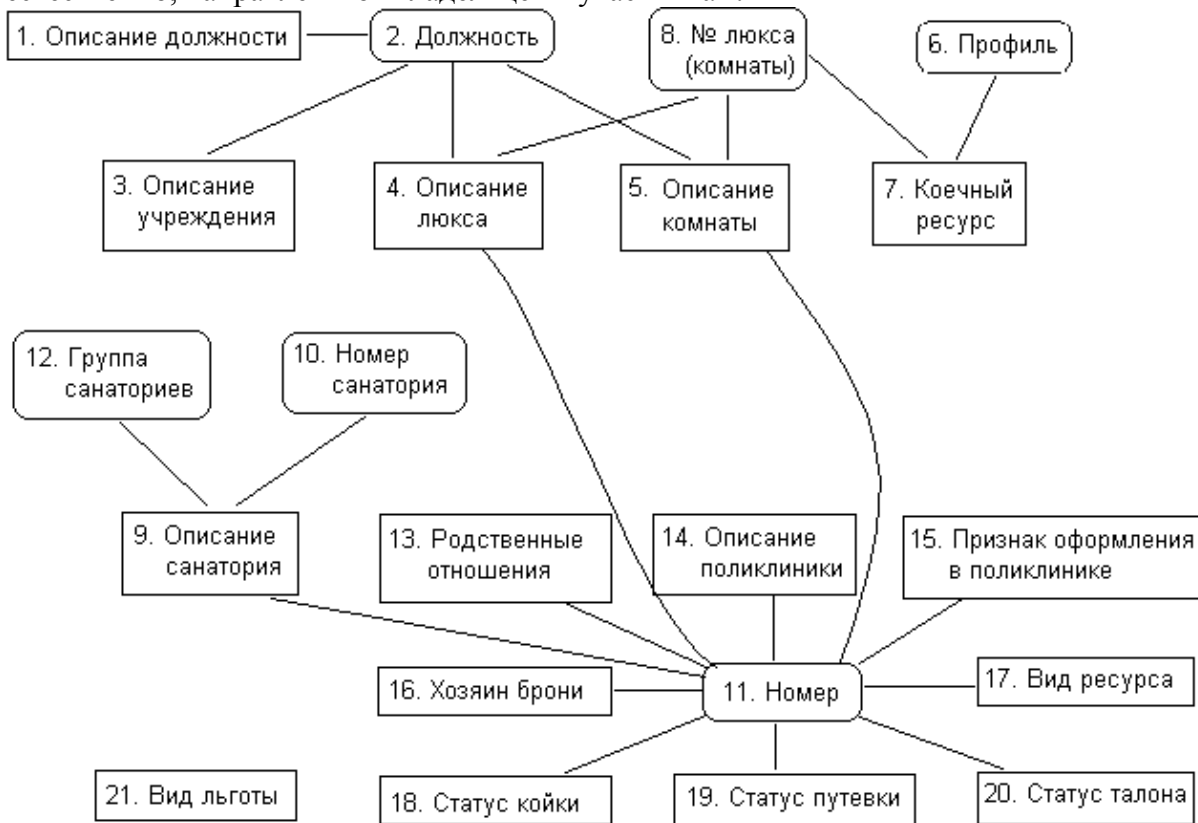 1. Описание должности
2. Должность
8. № люкса
(комнаты)
6. Профиль
3. Описание
учреждения
4. Описание
люкса
5. Описание
комнаты
7. Коечный
ресурс
12. Группа
санаториев
10. Номер
санатория
9. Описание
санатория
13. Родственные
отношения
14. Описание
поликлиники
15. Признак оформления
в поликлинике
16. Хозяин брони
11. Номер
17. Вид ресурса
21. Вид льготы
18. Статус койки
19. Статус путевки
20. Статус талона